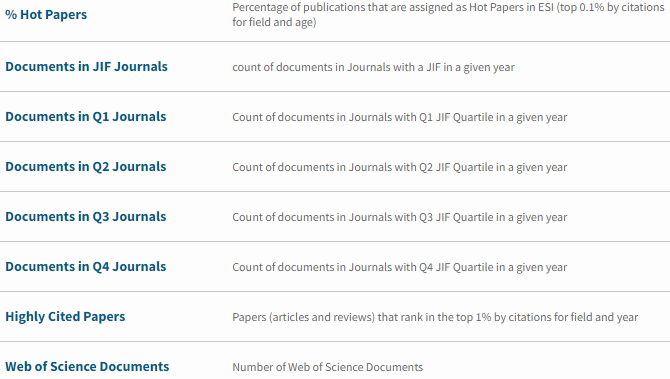 % Hot Papers
Percentage of publications that are assigned as Hot Papers in ESI (top 0.1% by citations
for field and age)
Documents in JIF Journals
count of documents in Journals with a JIF in a given year
Documents in Q1 Journals
Count of documents in Journals with Q1 JIF Quartile in a given year
Documents in Q2 Journals
Count of documents in Journals with Q2 JIF Quartile in a given year
Documents in Q3 Journals
Count of documents in Journals with Q3 JIF Quartile in a given year
Documents in Q4 Journals
Count of documents in Journals with Q4 JIF Quartile in a given year
Highly Cited Papers
Papers (articles and reviews) that rank in the top 1% by citations for field and year
Web of Science Documents
Number of Web of Science Documents